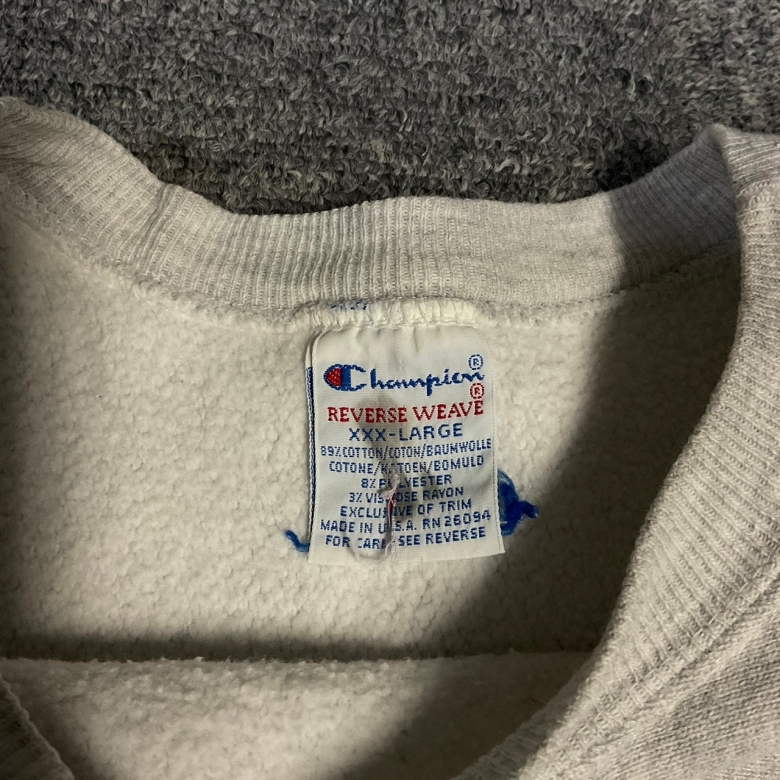 Champion®
REVERSE WEAVE®
XXX-LARGE
89% COTTON/COTON/BAUMWOLLE
COTONE/KATOEN/BOMULD
8% POLYESTER
3% VISCOSE RAYON
EXCLUSIVE OF TRIM
MADE IN U.S.A. RN 26094
FOR CARE-SEE REVERSE